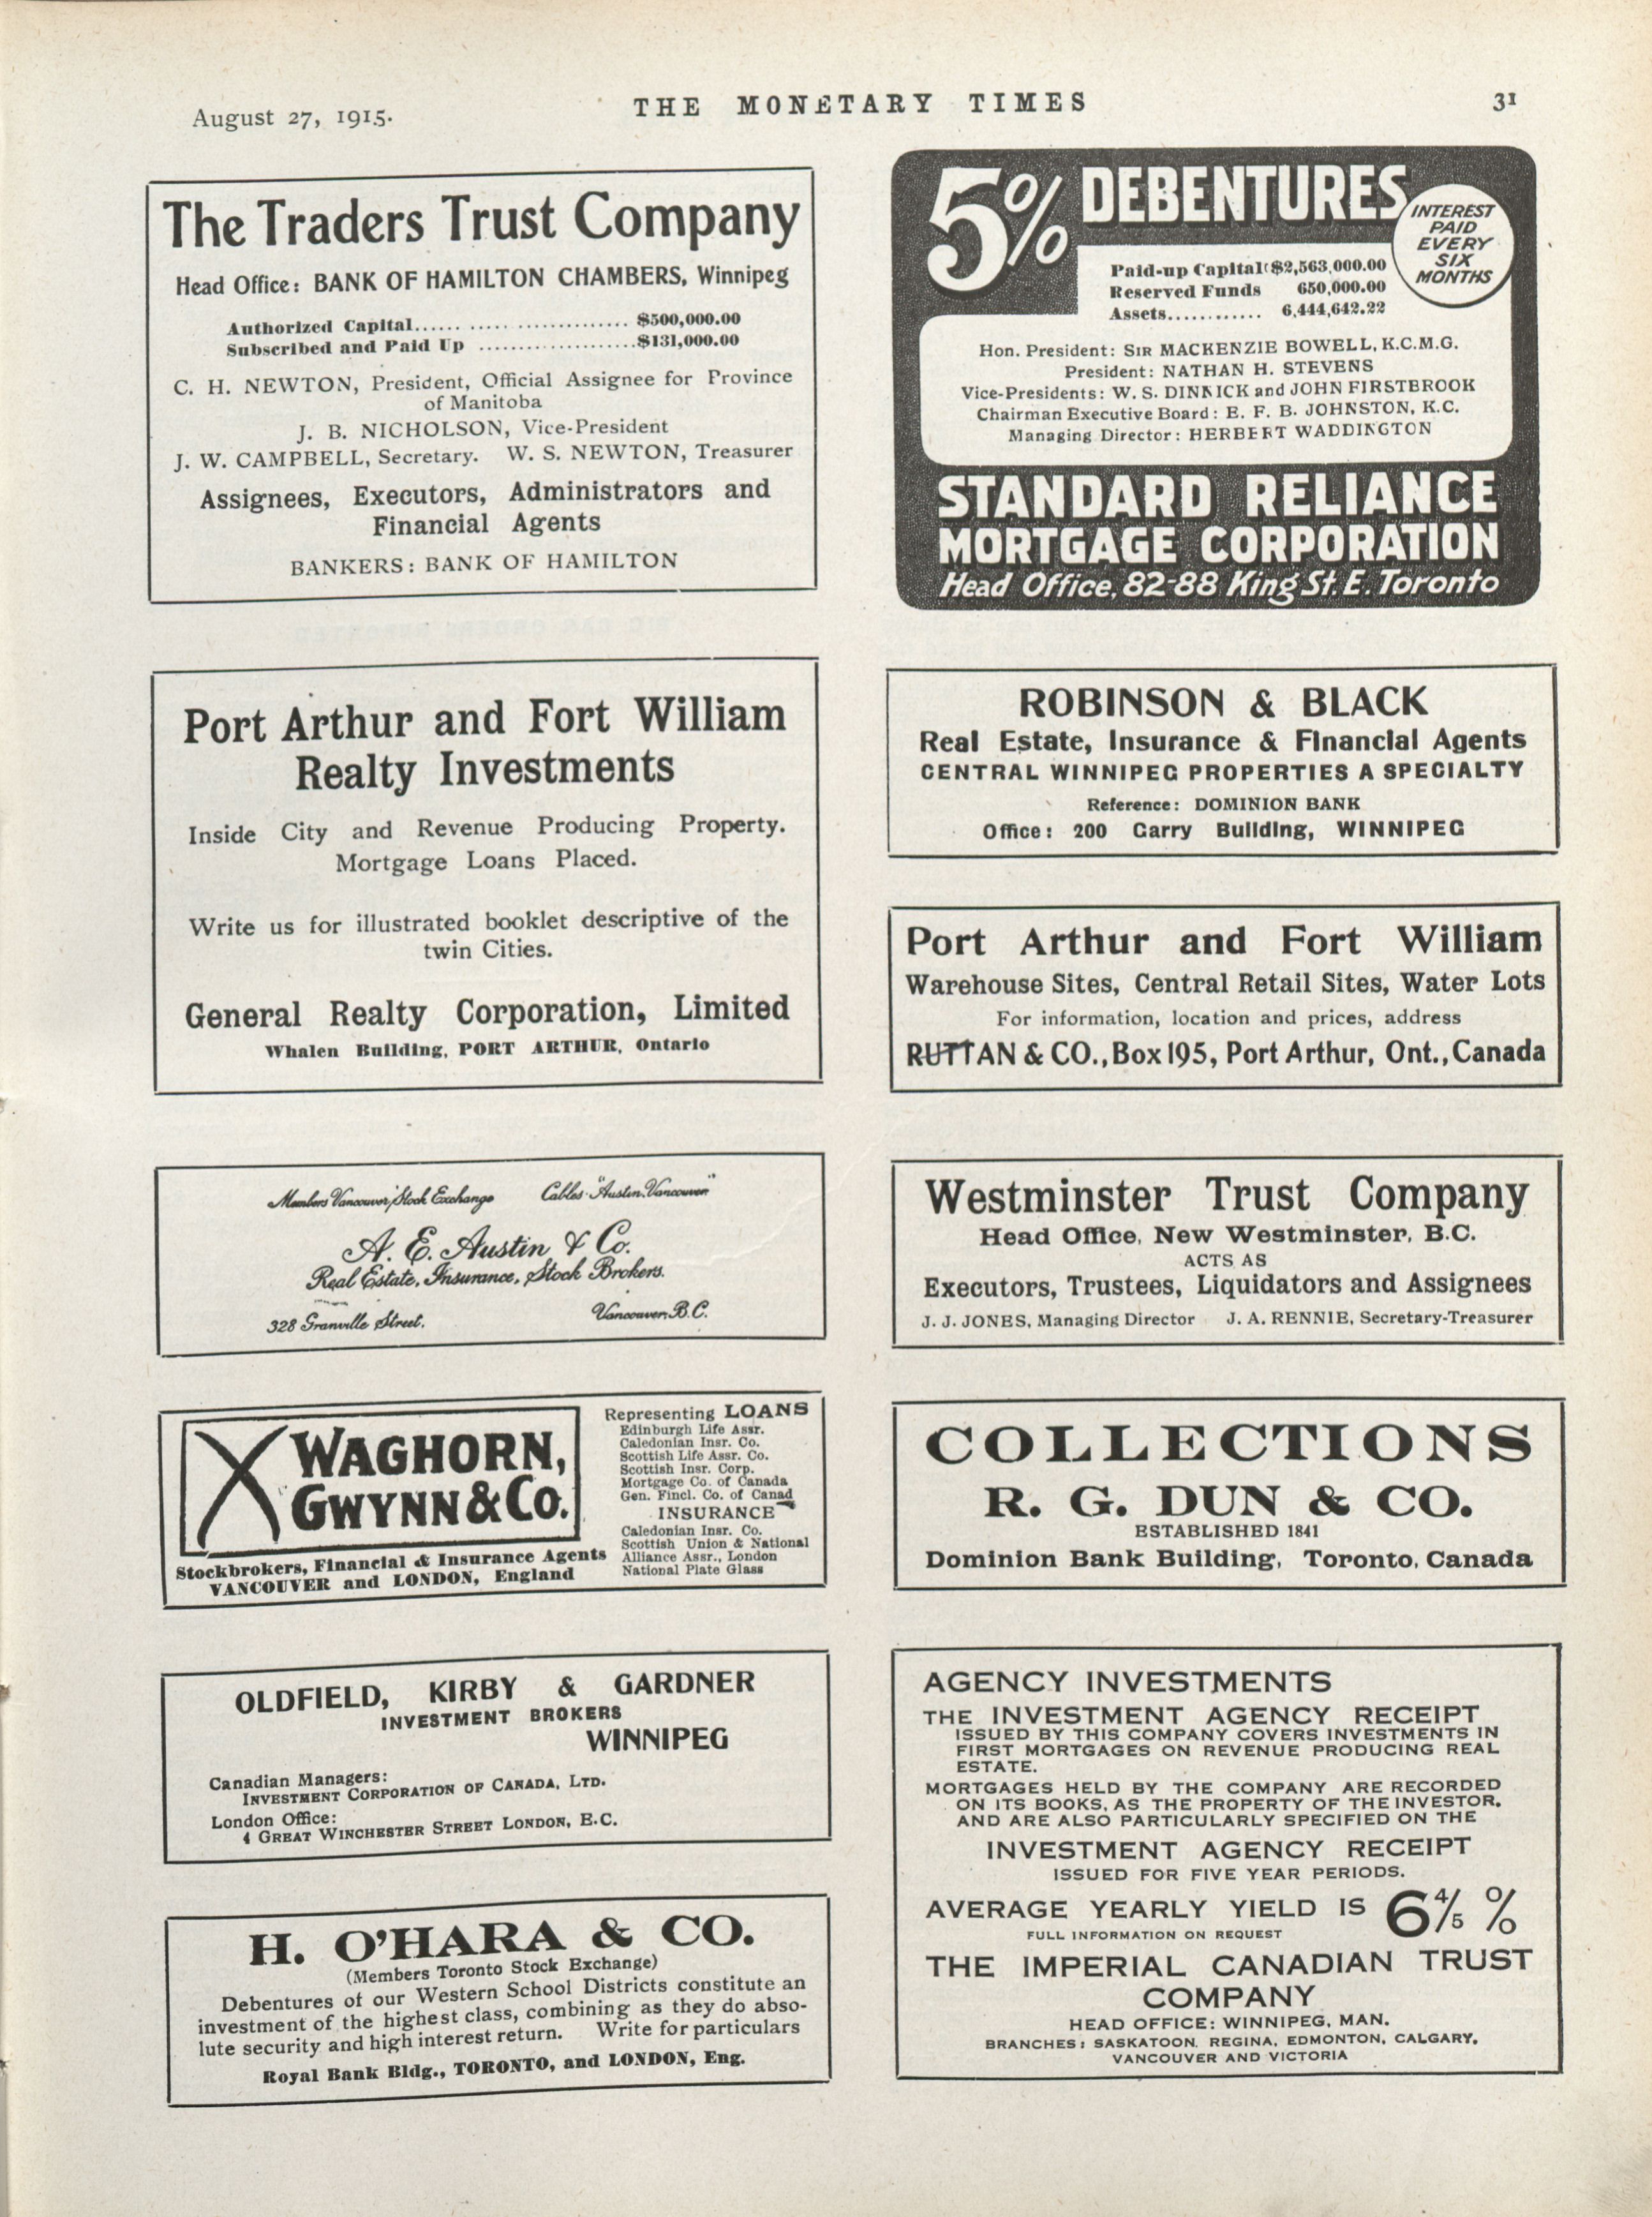 August 27, 1915.
THE MONETARY TIMES
31
The Traders Trust Company
Head Office: BANK OF HAMILTON CHAMBERS, Winnipeg
Authorized Capital...... ..... ...................... $500,000.00
Subscribed and Paid Up ......................$131,000.00
C. H. NEWTON, President, Official Assignee for Province
of Manitoba
J. B. NICHOLSON, Vice-President
J. W. CAMPBELL, Secretary. W. S. NEWTON, Treasurer
Assignees, Executors, Administrators and
Financial Agents
BANKERS: BANK OF HAMILTON
Port Arthur and Fort William
Realty Investments
Inside City and Revenue Producing Property.
Mortgage Loans Placed.
Write us for illustrated booklet descriptive of the
twin Cities.
General Realty Corporation, Limited
Whalen Building, PORT ARTHUR, Ontario
Members Vancouver Stock Exchange Cables "Austin, Vancouver"
A. E. Austin & Co.
Real Estate, Insurance, Stock Brokers.
328 Granville Street. Vancouver, B.C.
WAGHORN,
GWYNN & Co.
Stockbrokers, Financial & Insurance Agents
VANCOUVER and LONDON, England
Representing LOANS
Edinburgh Life Assr.
Caledonian Insr. Co.
Scottish Life Assr. Co.
Scottish Insr. Corp.
Mortgage Co. of Canada
Gen. Fincl. Co. of Canad
INSURANCE
Caledonian Insr. Co.
Scottish Union & National
Alliance Assr., London
National Plate Glass
OLDFIELD, KIRBY & GARDNER
INVESTMENT BROKERS
WINNIPEG
Canadian Managers:
INVESTMENT CORPORATION OF CANADA, LTD.
London Office:
4 GREAT WINCHESTER STREET LONDON, E.C.
H. O'HARA & CO.
(Members Toronto Stock Exchange)
Debentures of our Western School Districts constitute an
investment of the highest class, combining as they do abso-
lute security and high interest return. Write for particulars
Royal Bank Bldg., TORONTO, and LONDON, Eng.
5% DEBENTURES
INTEREST
PAID
EVERY
SIX
MONTHS
Paid-up Capital $2,563,000.00
Reserved Funds 650,000.00
Assets............ 6,444,642.22
Hon. President: SIR MACKENZIE BOWELL, K.C.M.G.
President: NATHAN H. STEVENS
Vice-Presidents: W. S. DINNICK and JOHN FIRSTBROOK
Chairman Executive Board: E. F. B. JOHNSTON, K.C.
Managing Director: HERBERT WADDINGTON
STANDARD RELIANCE
MORTGAGE CORPORATION
Head Office, 82-88 King St. E. Toronto
ROBINSON & BLACK
Real Estate, Insurance & Financial Agents
CENTRAL WINNIPEG PROPERTIES A SPECIALTY
Reference: DOMINION BANK
Office: 200 Garry Building, WINNIPEG
Port Arthur and Fort William
Warehouse Sites, Central Retail Sites, Water Lots
For information, location and prices, address
RUTTAN & CO., Box 195, Port Arthur, Ont., Canada
Westminster Trust Company
Head Office, New Westminster, B.C.
ACTS AS
Executors, Trustees, Liquidators and Assignees
J. J. JONES, Managing Director J. A. RENNIE, Secretary-Treasurer
COLLECTIONS
R. G. DUN & CO.
ESTABLISHED 1841
Dominion Bank Building, Toronto, Canada
AGENCY INVESTMENTS
THE INVESTMENT AGENCY RECEIPT
ISSUED BY THIS COMPANY COVERS INVESTMENTS IN
FIRST MORTGAGES ON REVENUE PRODUCING REAL
ESTATE.
MORTGAGES HELD BY THE COMPANY ARE RECORDED
ON ITS BOOKS, AS THE PROPERTY OF THE INVESTOR.
AND ARE ALSO PARTICULARLY SPECIFIED ON THE
INVESTMENT AGENCY RECEIPT
ISSUED FOR FIVE YEAR PERIODS.
AVERAGE YEARLY YIELD IS 6 4/5 %
FULL INFORMATION ON REQUEST
THE IMPERIAL CANADIAN TRUST
COMPANY
HEAD OFFICE: WINNIPEG, MAN.
BRANCHES: SASKATOON, REGINA, EDMONTON, CALGARY,
VANCOUVER AND VICTORIA